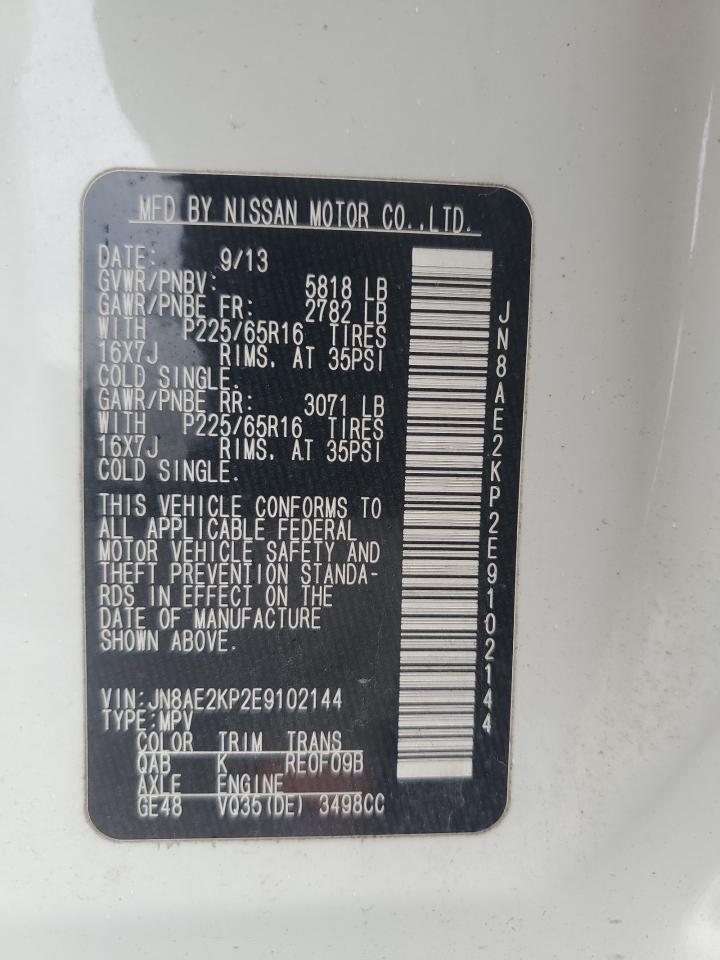 MFD BY NISSAN MOTOR CO.,LTD.
DATE: 9/13
GVWR/PNBV: 5818 LB
GAWR/PNBE FR: 2782 LB
WITH P225/65R16 TIRES
16X7J RIMS, AT 35PSI
COLD SINGLE.
GAWR/PNBE RR: 3071 LB
WITH P225/65R16 TIRES
16X7J RIMS, AT 35PSI
COLD SINGLE.
THIS VEHICLE CONFORMS TO
ALL APPLICABLE FEDERAL
MOTOR VEHICLE SAFETY AND
THEFT PREVENTION STANDA-
RDS IN EFFECT ON THE
DATE OF MANUFACTURE
SHOWN ABOVE.
VIN:JN8AE2KP2E9102144
TYPE:MPV
COLOR TRIM TRANS
QAB K RE0F09B
AXLE ENGINE
GE48 VQ35(DE) 3498CC
JN8AE2KP2E9102144